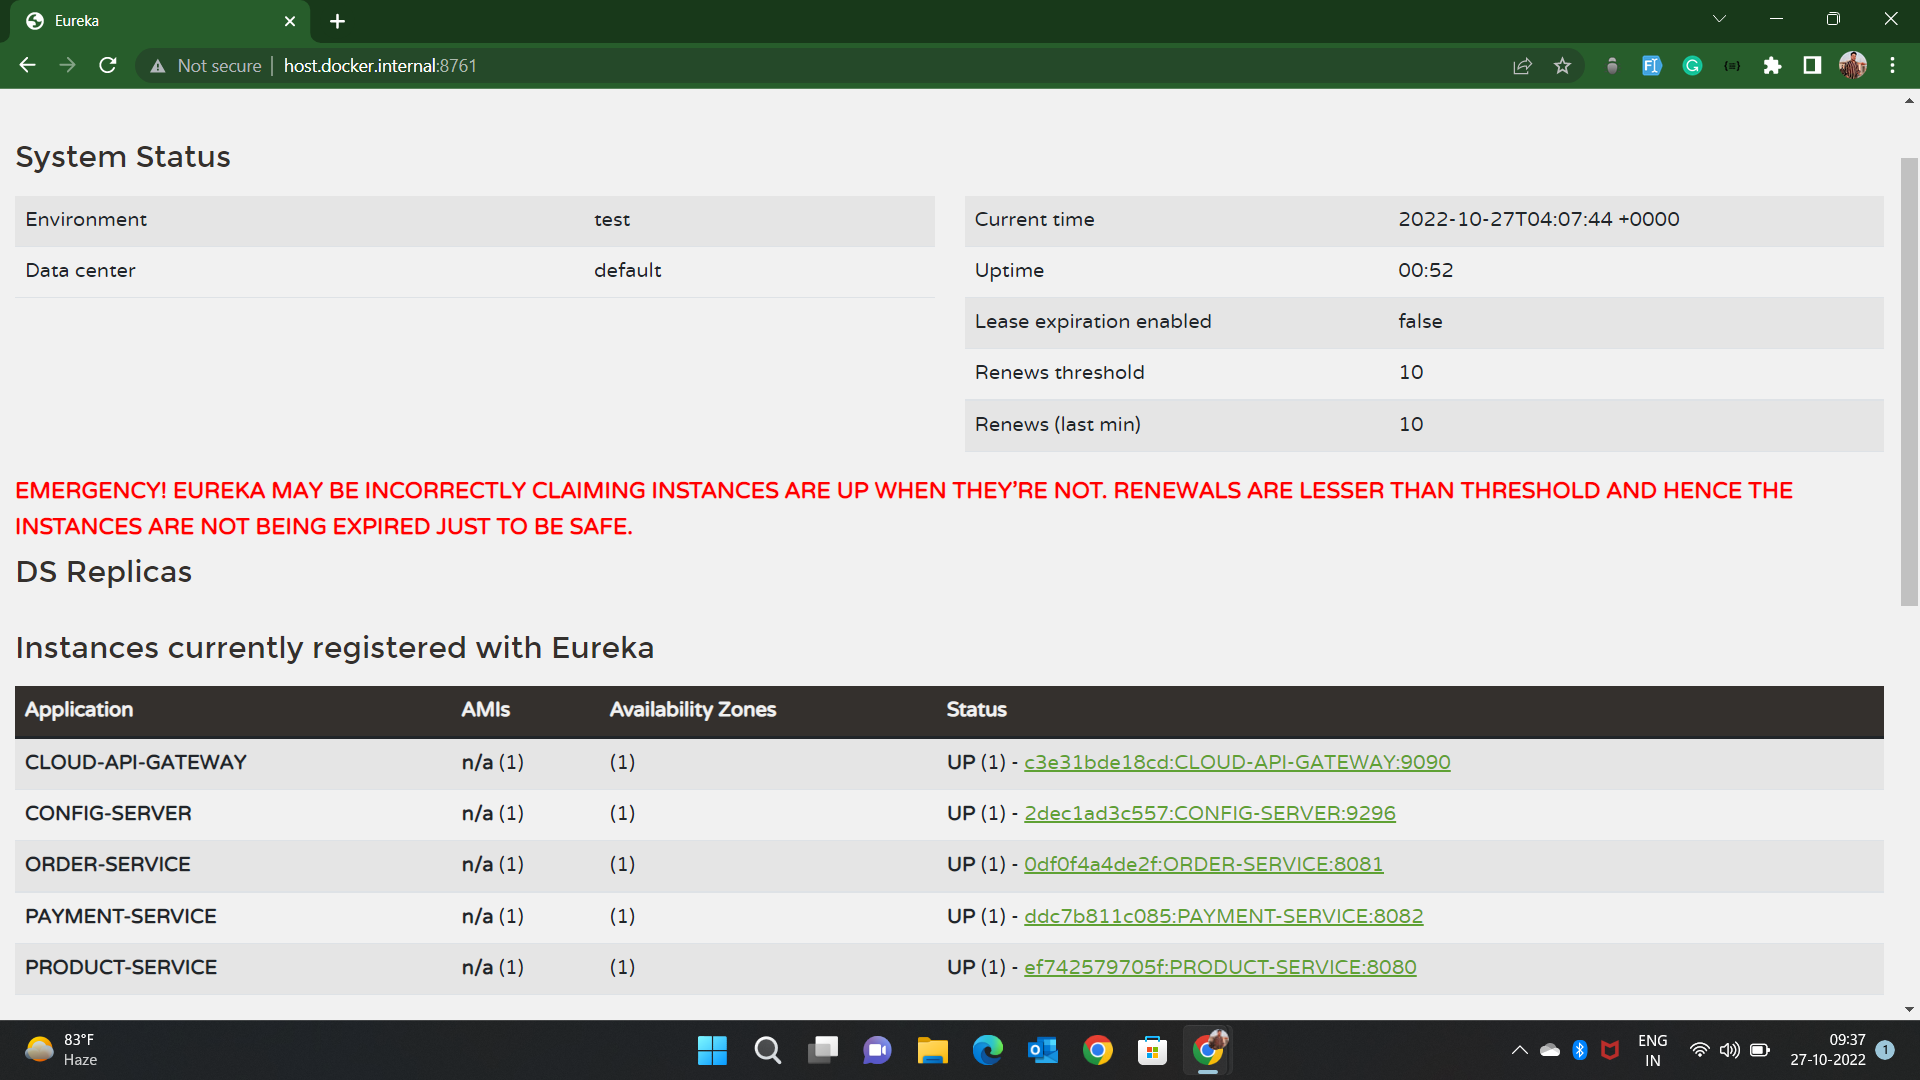 Eureka
Not secure host.docker.internal:8761
System Status
Environment test
Data center default
Current time 2022-10-27T04:07:44 +0000
Uptime 00:52
Lease expiration enabled false
Renews threshold 10
Renews (last min) 10
EMERGENCY! EUREKA MAY BE INCORRECTLY CLAIMING INSTANCES ARE UP WHEN THEY'RE NOT. RENEWALS ARE LESSER THAN THRESHOLD AND HENCE THE
INSTANCES ARE NOT BEING EXPIRED JUST TO BE SAFE.
DS Replicas
Instances currently registered with Eureka
Application AMIs Availability Zones Status
CLOUD-API-GATEWAY n/a (1) (1) UP (1) - c3e31bde18cd:CLOUD-API-GATEWAY:9090
CONFIG-SERVER n/a (1) (1) UP (1) - 2dec1ad3c557:CONFIG-SERVER:9296
ORDER-SERVICE n/a (1) (1) UP (1) - 0df0f4a4de2f:ORDER-SERVICE:8081
PAYMENT-SERVICE n/a (1) (1) UP (1) - ddc7b811c085:PAYMENT-SERVICE:8082
PRODUCT-SERVICE n/a (1) (1) UP (1) - ef742579705f:PRODUCT-SERVICE:8080
83°F
Haze
ENG
IN
09:37
27-10-2022
1